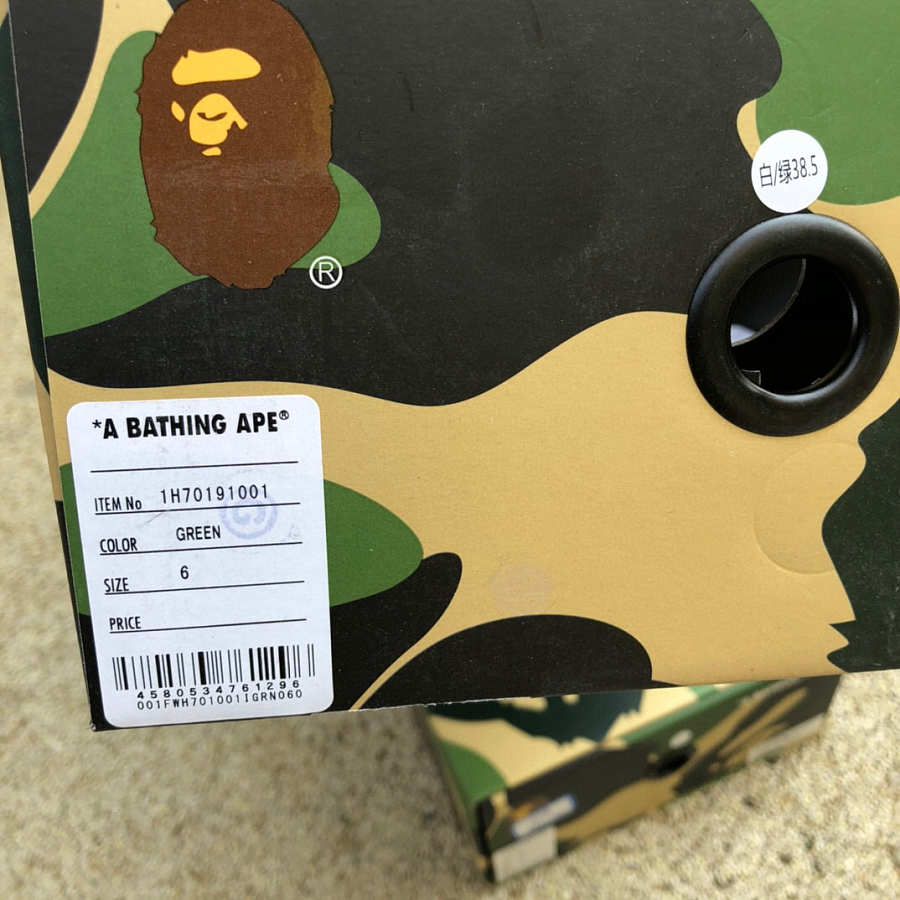 白/绿38.5
®
*A BATHING APE®
ITEM No 1H70191001
COLOR GREEN
SIZE 6
PRICE
4580534761296
001FWH701001IGRN060